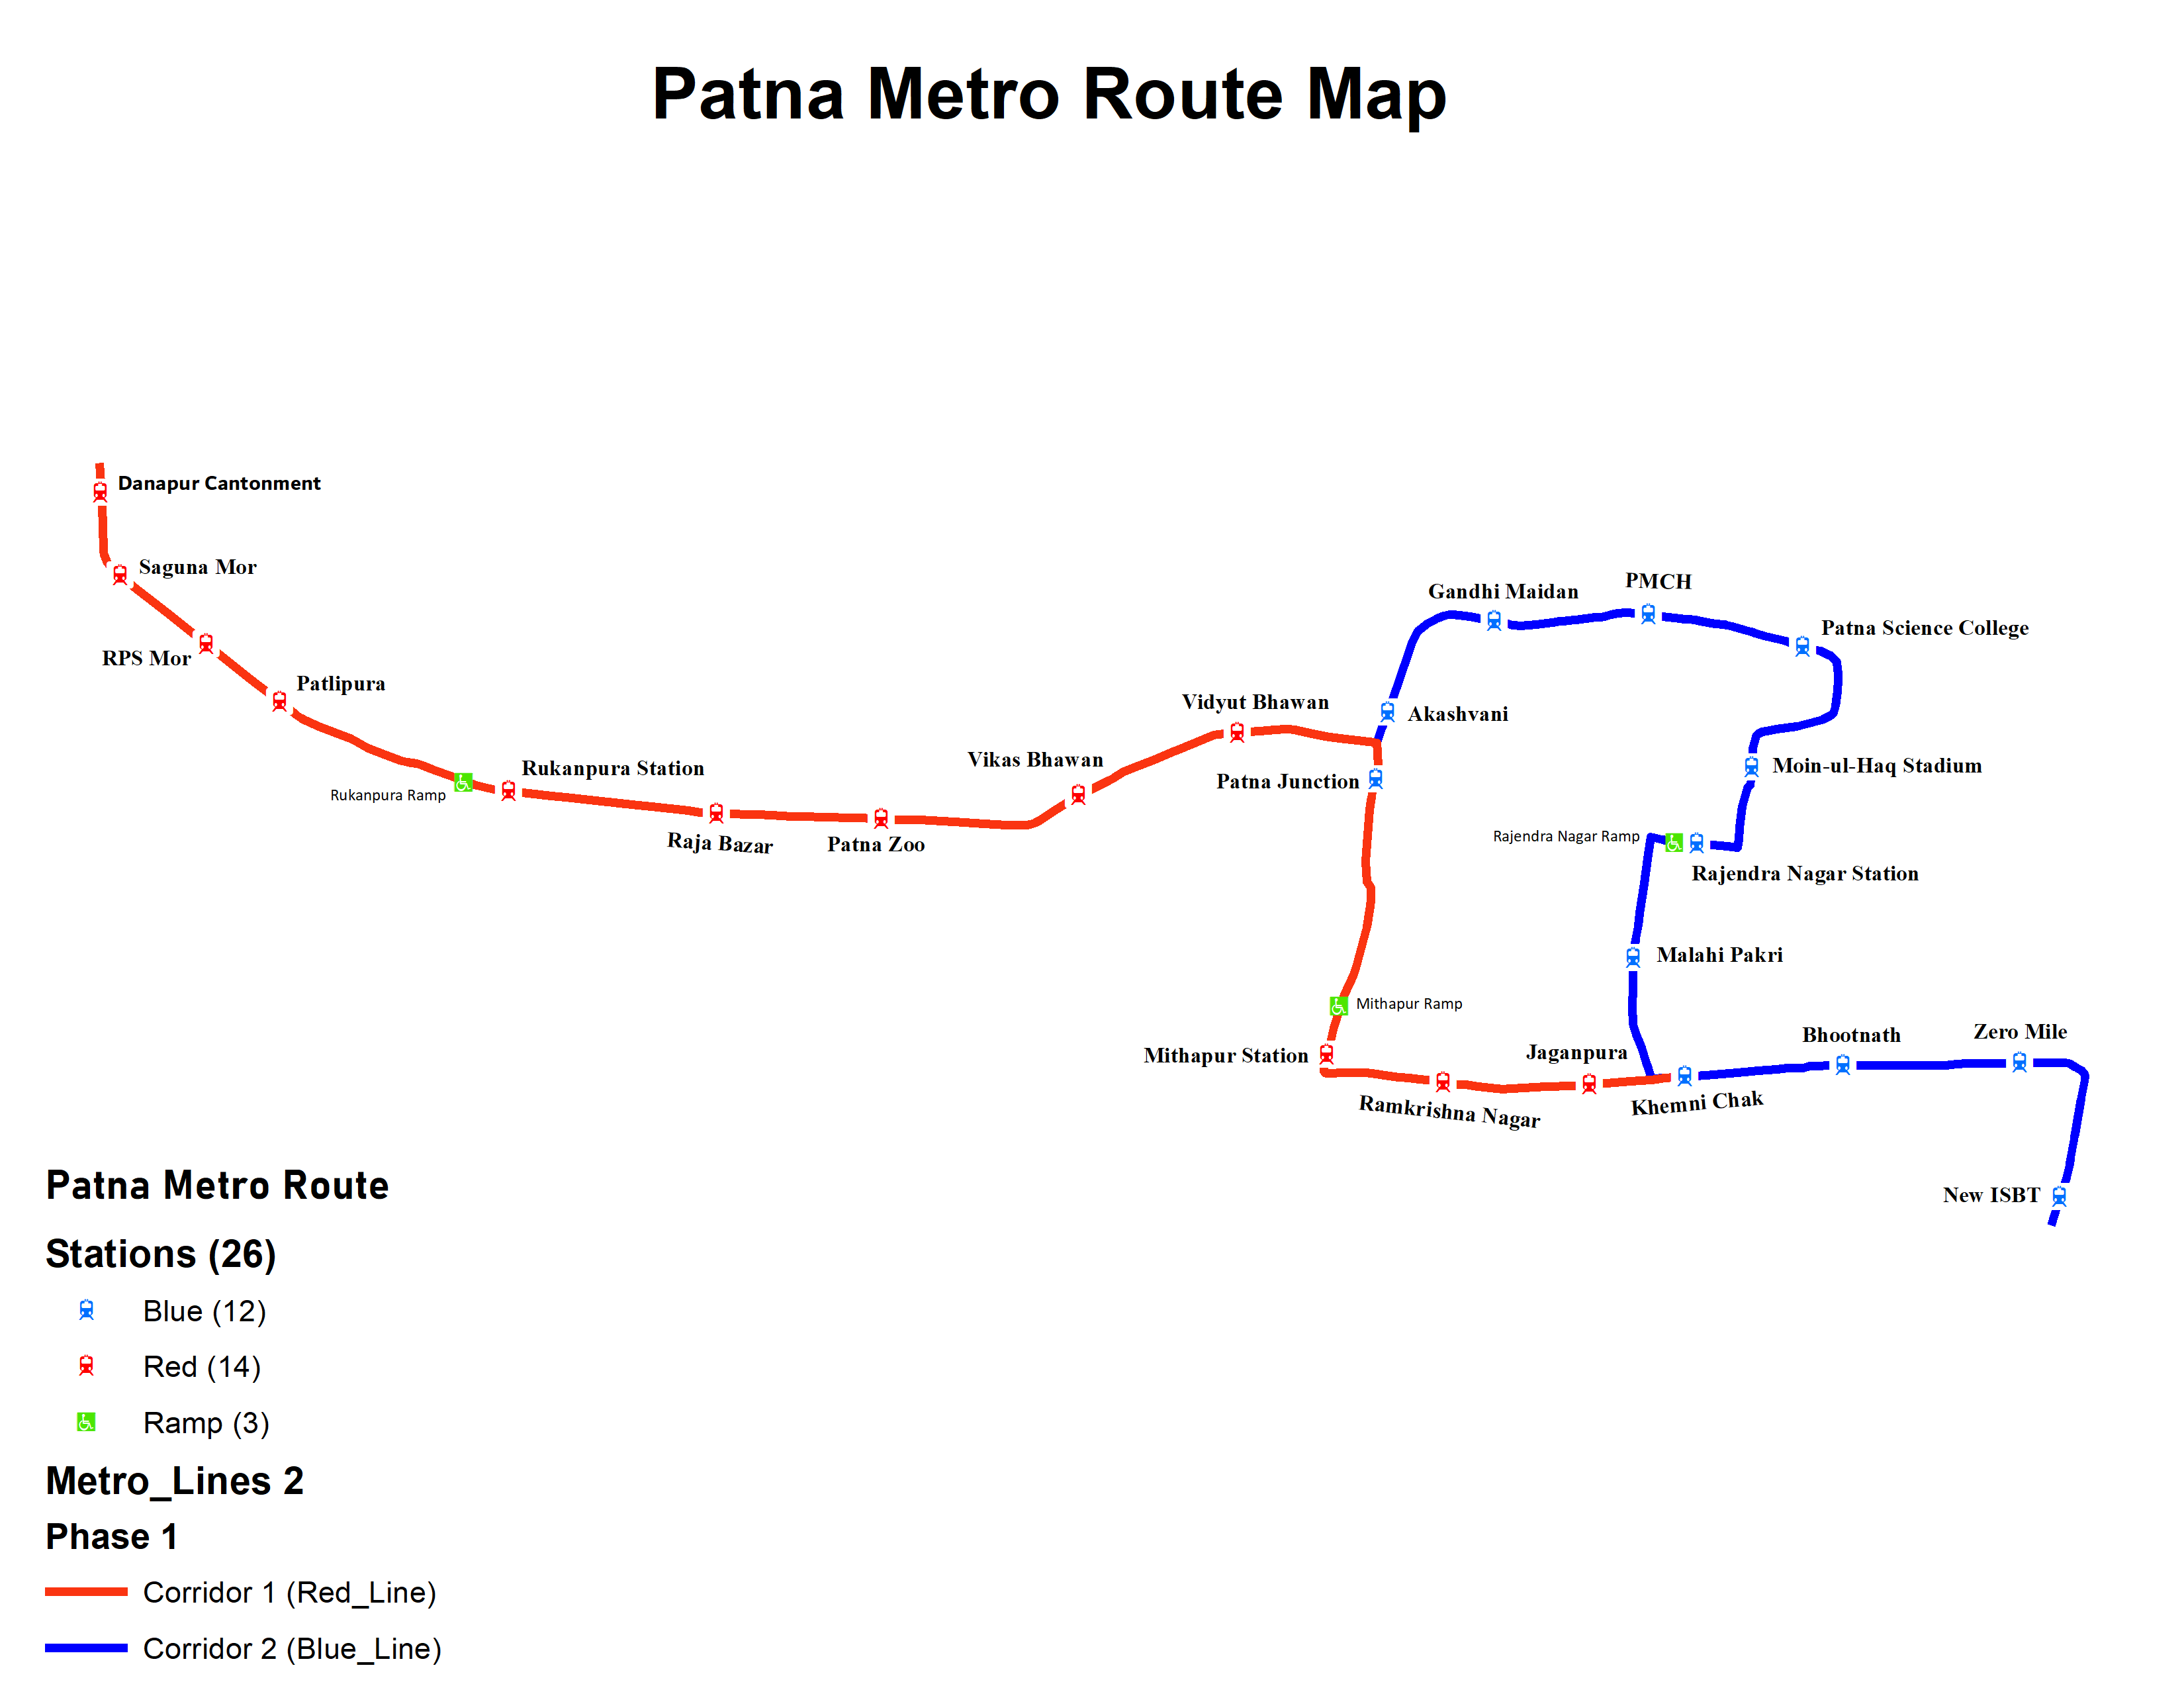 Patna Metro Route Map
Danapur Cantonment
Saguna Mor
RPS Mor
Patlipura
Rukanpura Ramp
Rukanpura Station
Raja Bazar
Patna Zoo
Vikas Bhawan
Vidyut Bhawan
Patna Junction
Akashvani
Gandhi Maidan
PMCH
Patna Science College
Moin-ul-Haq Stadium
Rajendra Nagar Ramp
Rajendra Nagar Station
Malahi Pakri
Mithapur Ramp
Mithapur Station
Ramkrishna Nagar
Jaganpura
Khemni Chak
Bhootnath
Zero Mile
New ISBT
Patna Metro Route
Stations (26)
Blue (12)
Red (14)
Ramp (3)
Metro_Lines 2
Phase 1
Corridor 1 (Red_Line)
Corridor 2 (Blue_Line)